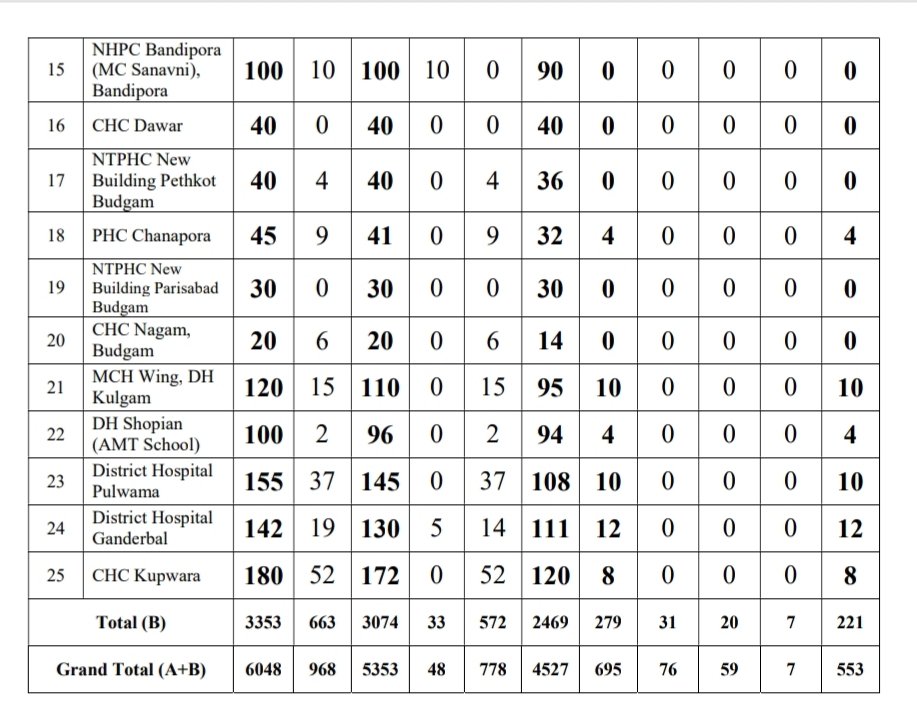 15 NHPC Bandipora (MC Sanavni), Bandipora 100 10 100 10 0 90 0 0 0 0 0
16 CHC Dawar 40 0 40 0 0 40 0 0 0 0 0
17 NTPHC New Building Pethkot Budgam 40 4 40 0 4 36 0 0 0 0 0
18 PHC Chanapora 45 9 41 0 9 32 4 0 0 0 4
19 NTPHC New Building Parisabad Budgam 30 0 30 0 0 30 0 0 0 0 0
20 CHC Nagam, Budgam 20 6 20 0 6 14 0 0 0 0 0
21 MCH Wing, DH Kulgam 120 15 110 0 15 95 10 0 0 0 10
22 DH Shopian (AMT School) 100 2 96 0 2 94 4 0 0 0 4
23 District Hospital Pulwama 155 37 145 0 37 108 10 0 0 0 10
24 District Hospital Ganderbal 142 19 130 5 14 111 12 0 0 0 12
25 CHC Kupwara 180 52 172 0 52 120 8 0 0 0 8
Total (B) 3353 663 3074 33 572 2469 279 31 20 7 221
Grand Total (A+B) 6048 968 5353 48 778 4527 695 76 59 7 553